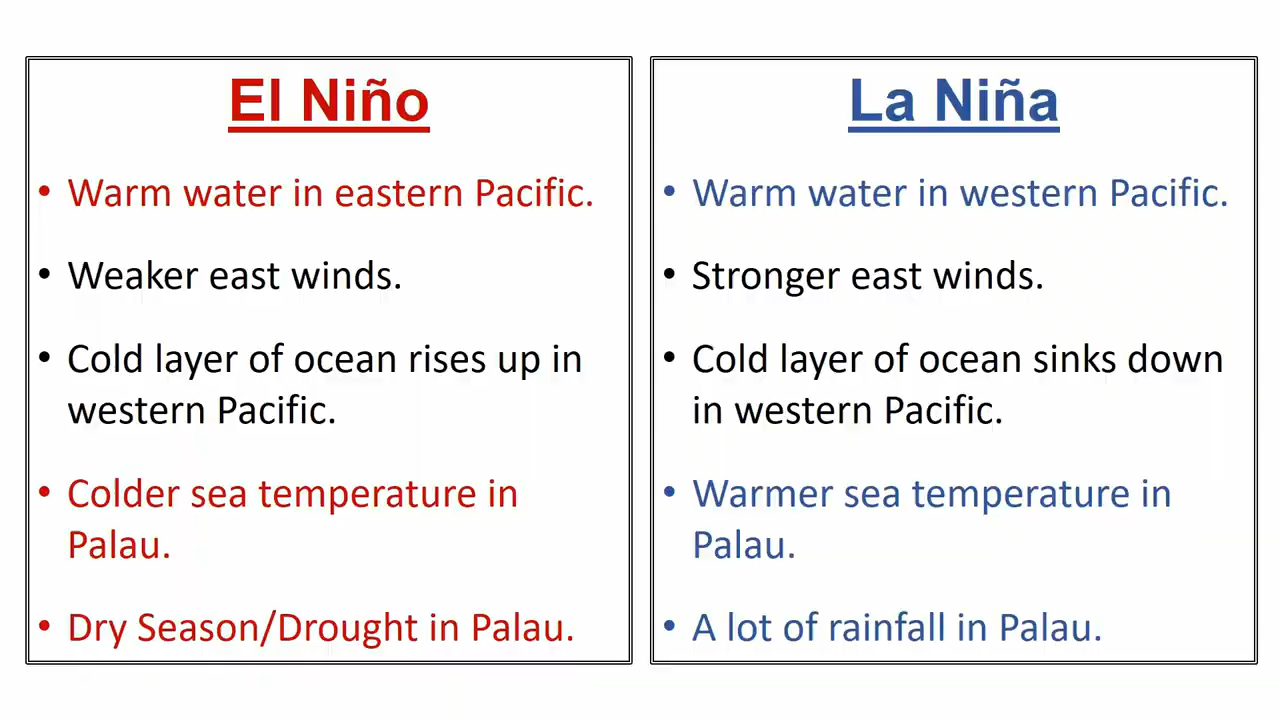 El Niño
• Warm water in eastern Pacific.
• Weaker east winds.
• Cold layer of ocean rises up in
western Pacific.
• Colder sea temperature in
Palau.
• Dry Season/Drought in Palau.
La Niña
• Warm water in western Pacific.
• Stronger east winds.
• Cold layer of ocean sinks down
in western Pacific.
• Warmer sea temperature in
Palau.
• A lot of rainfall in Palau.